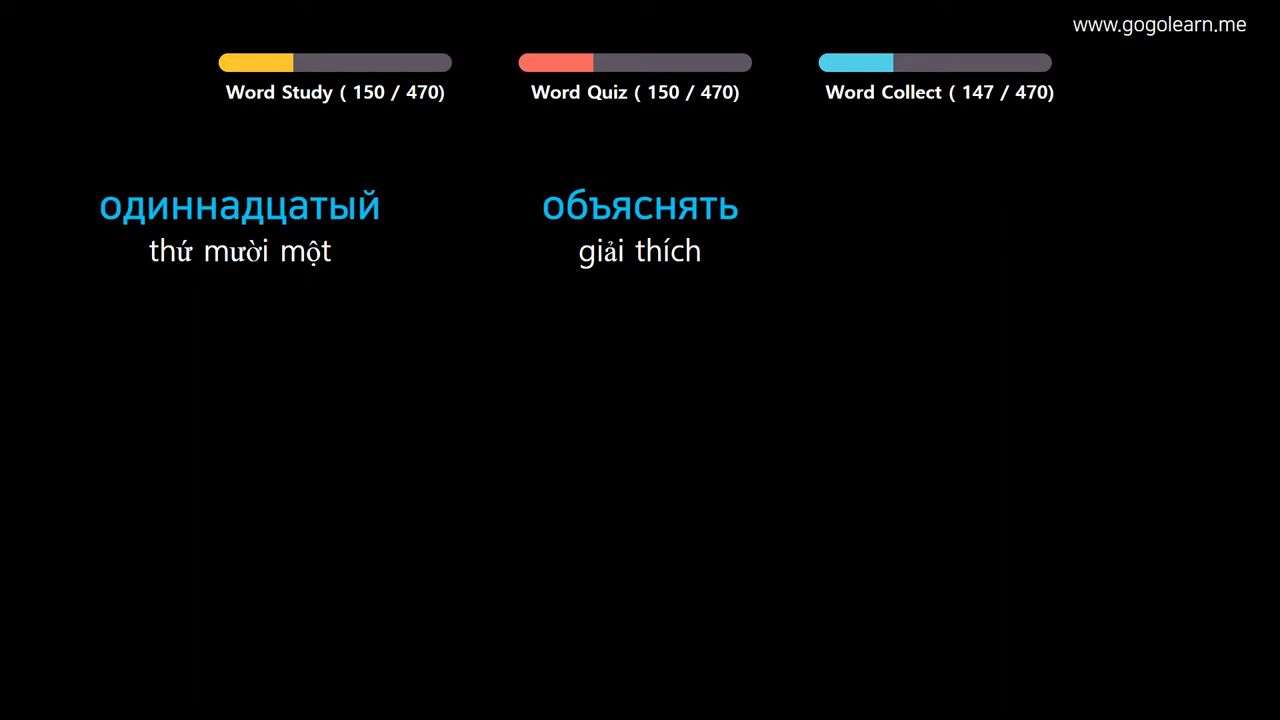 www.gogolearn.me
Word Study ( 150 / 470)
Word Quiz ( 150 / 470)
Word Collect ( 147 / 470)
одиннадцатый
thứ mười một
объяснять
giải thích